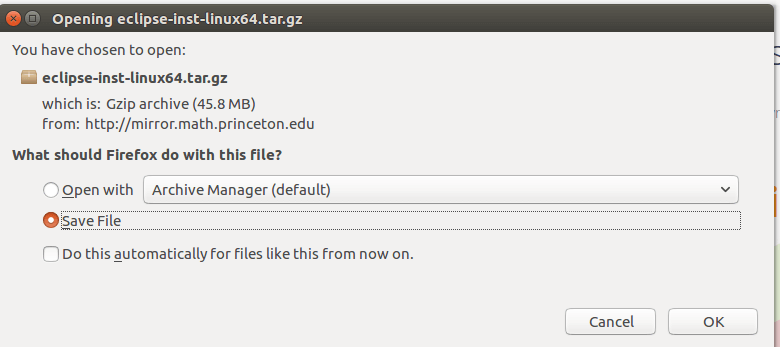 Opening eclipse-inst-linux64.tar.gz
You have chosen to open:
eclipse-inst-linux64.tar.gz
which is: Gzip archive (45.8 MB)
from: http://mirror.math.princeton.edu
What should Firefox do with this file?
Open with Archive Manager (default)
Save File
Do this automatically for files like this from now on.
Cancel OK